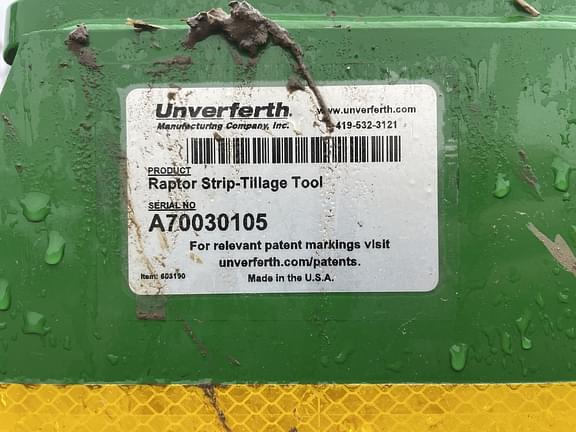 Unverferth. www.unverferth.com
Manufacturing Company, Inc. 419-532-3121
PRODUCT
Raptor Strip-Tillage Tool
SERIAL NO
A70030105
For relevant patent markings visit
unverferth.com/patents.
Item: 603190 Made in the U.S.A.